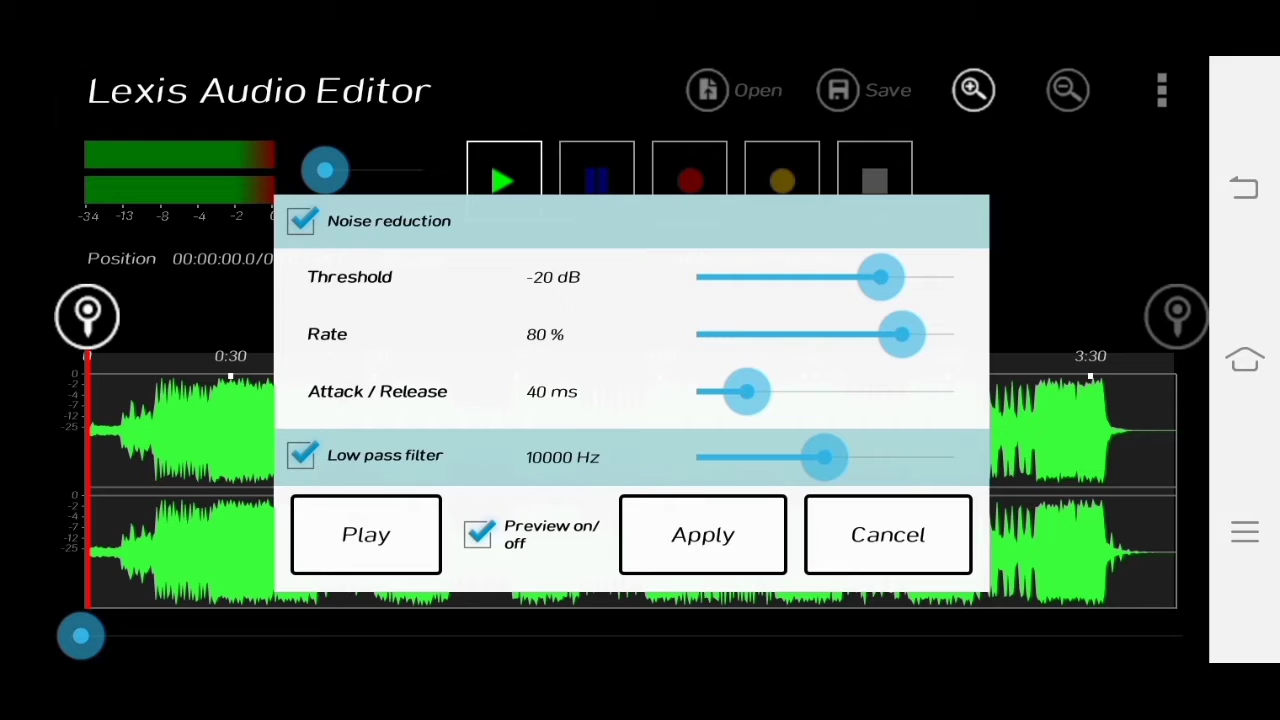 Lexis Audio Editor
Open
Save
-34 -13 -8 -4 -2
Position 00:00:00.0/0
Noise reduction
Threshold -20 dB
Rate 80 %
Attack / Release 40 ms
Low pass filter 10000 Hz
0:30
3:30
0
-2
-4
-7
-12
-25
0
-2
-4
-7
-12
-25
Play
Preview on/
off
Apply
Cancel